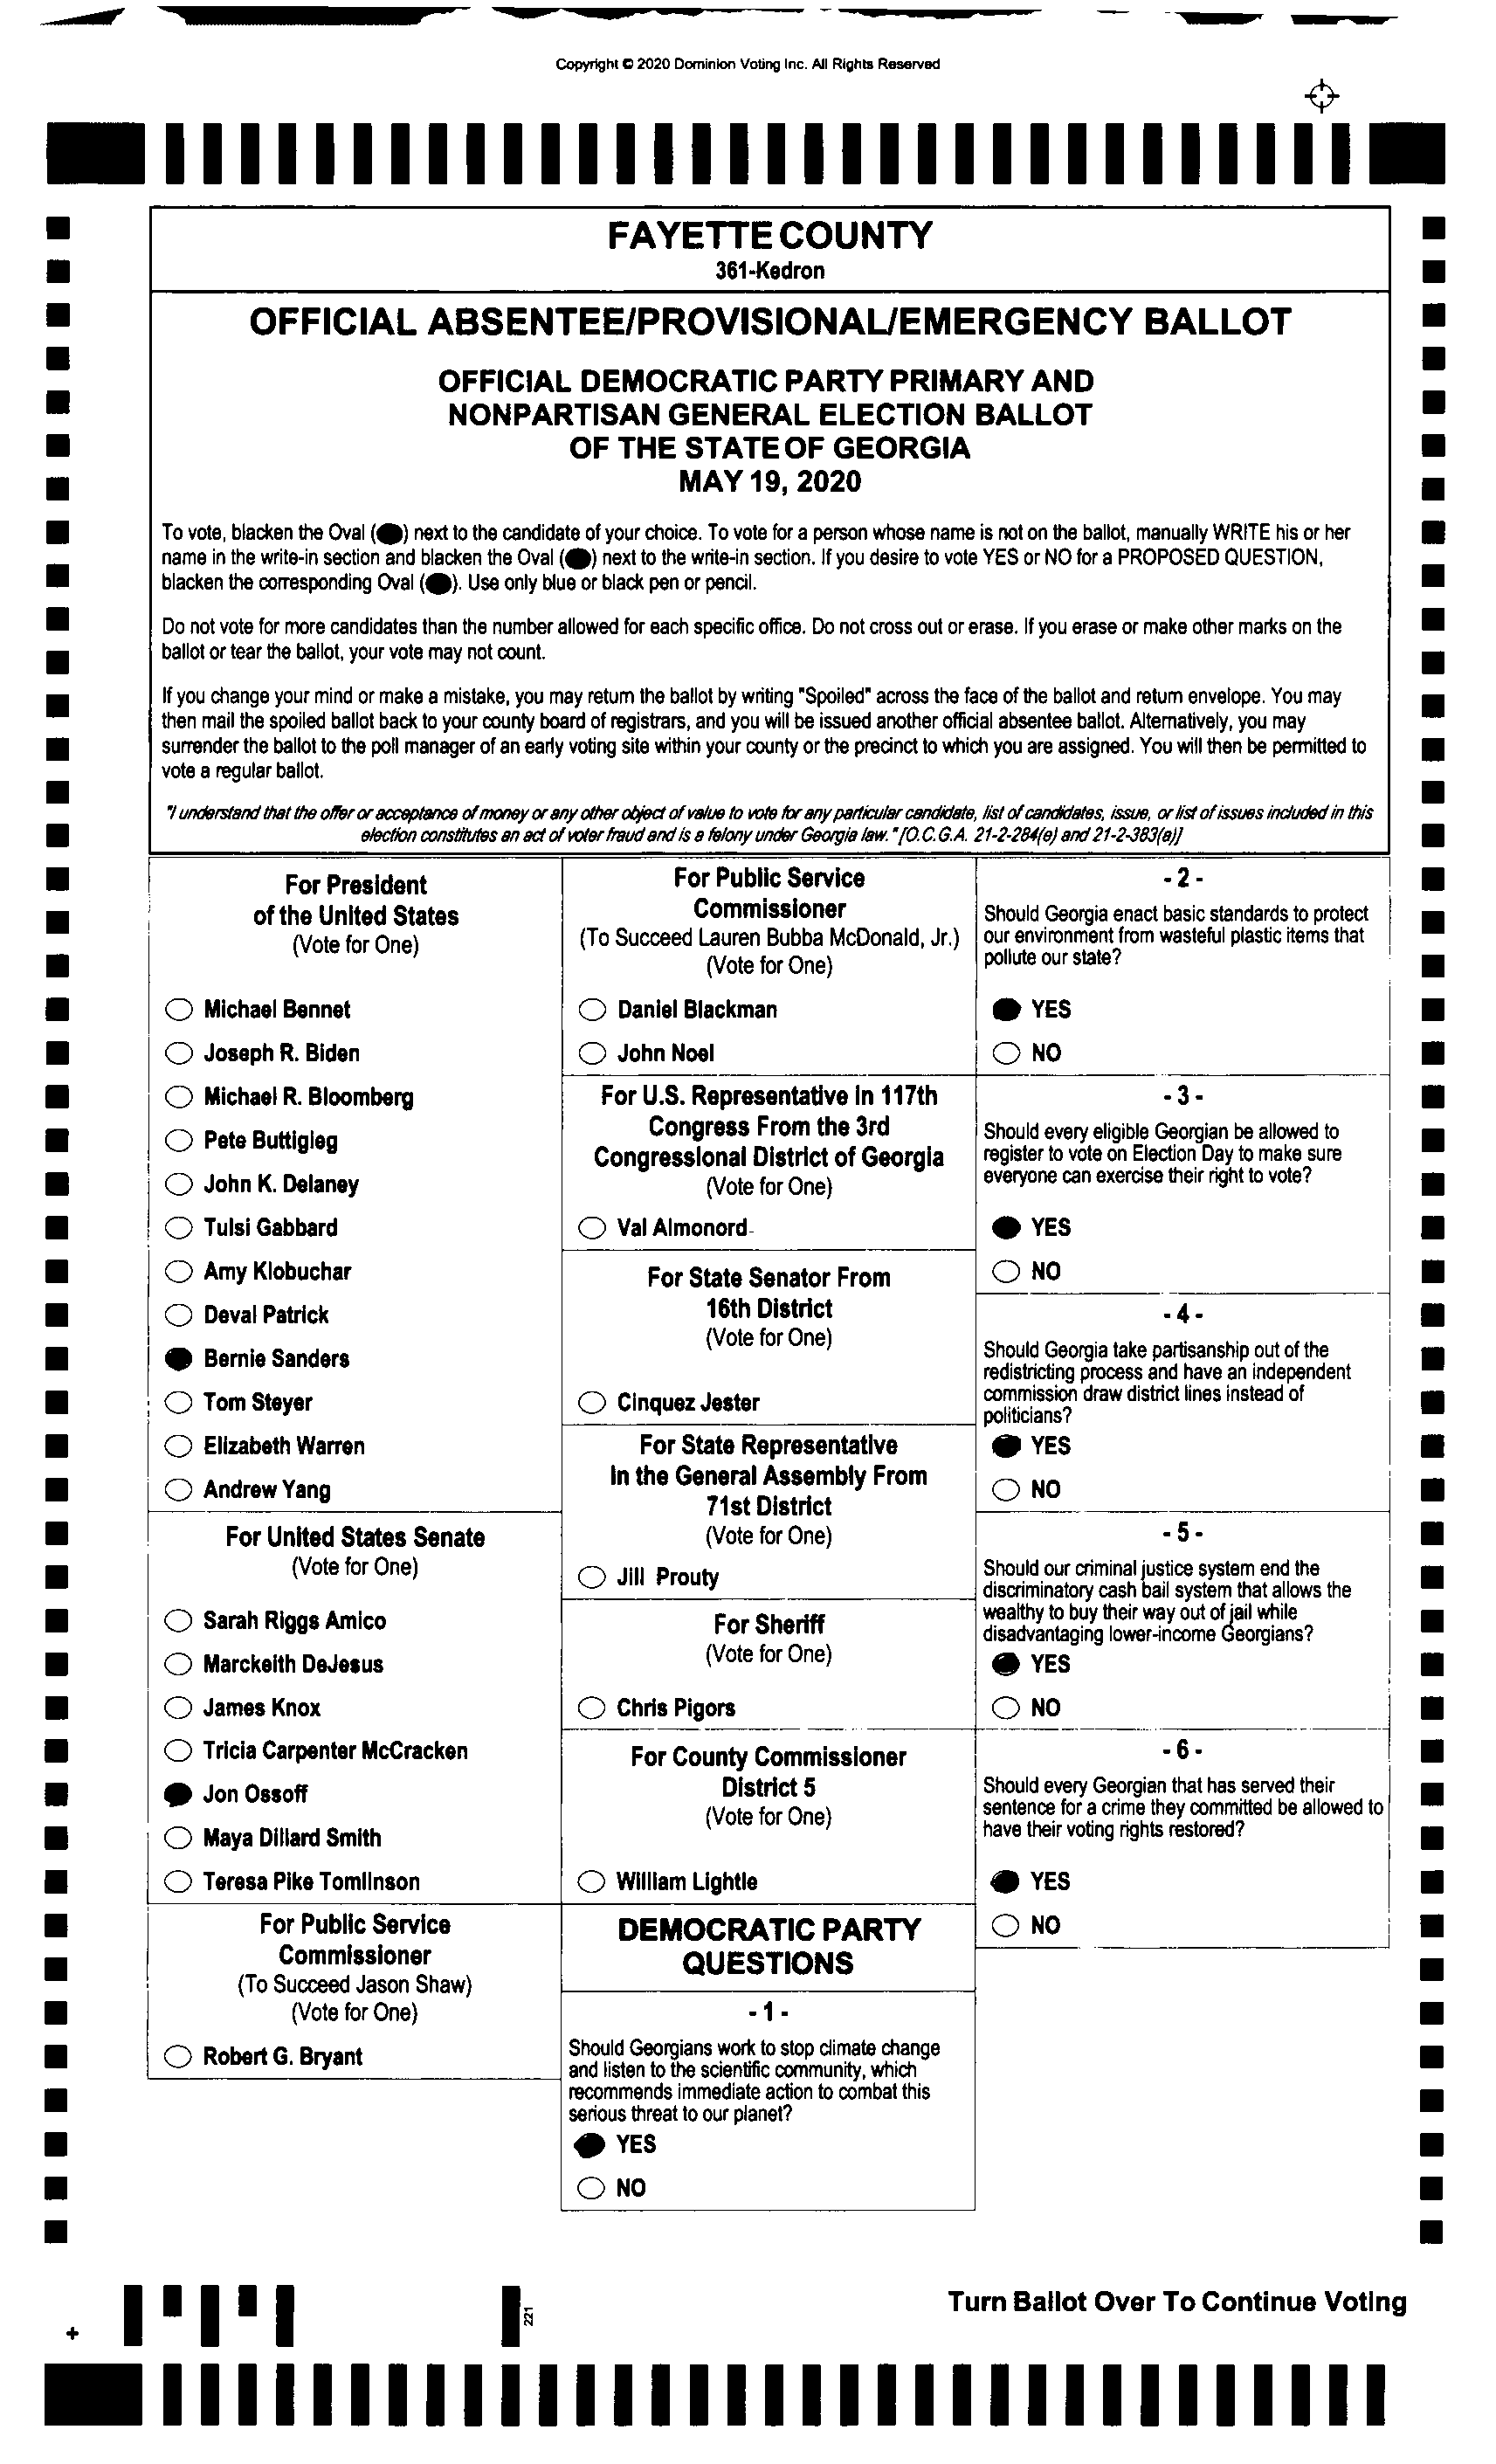 Copyright © 2020 Dominion Voting Inc. All Rights Reserved
FAYETTE COUNTY
361-Kedron
OFFICIAL ABSENTEE/PROVISIONAL/EMERGENCY BALLOT
OFFICIAL DEMOCRATIC PARTY PRIMARY AND
NONPARTISAN GENERAL ELECTION BALLOT
OF THE STATE OF GEORGIA
MAY 19, 2020
To vote, blacken the Oval (●) next to the candidate of your choice. To vote for a person whose name is not on the ballot, manually WRITE his or her
name in the write-in section and blacken the Oval (●) next to the write-in section. If you desire to vote YES or NO for a PROPOSED QUESTION,
blacken the corresponding Oval (●). Use only blue or black pen or pencil.
Do not vote for more candidates than the number allowed for each specific office. Do not cross out or erase. If you erase or make other marks on the
ballot or tear the ballot, your vote may not count.
If you change your mind or make a mistake, you may return the ballot by writing "Spoiled" across the face of the ballot and return envelope. You may
then mail the spoiled ballot back to your county board of registrars, and you will be issued another official absentee ballot. Alternatively, you may
surrender the ballot to the poll manager of an early voting site within your county or the precinct to which you are assigned. You will then be permitted to
vote a regular ballot.
"I understand that the offer or acceptance of money or any other object of value to vote for any particular candidate, list of candidates, issue, or list of issues included in this
election constitutes an act of voter fraud and is a felony under Georgia law." [O.C.G.A. 21-2-284(e) and 21-2-383(a)]
For President
of the United States
(Vote for One)
Michael Bennet
Joseph R. Biden
Michael R. Bloomberg
Pete Buttigieg
John K. Delaney
Tulsi Gabbard
Amy Klobuchar
Deval Patrick
Bernie Sanders
Tom Steyer
Elizabeth Warren
Andrew Yang
For United States Senate
(Vote for One)
Sarah Riggs Amico
Marckeith DeJesus
James Knox
Tricia Carpenter McCracken
Jon Ossoff
Maya Dillard Smith
Teresa Pike Tomlinson
For Public Service
Commissioner
(To Succeed Jason Shaw)
(Vote for One)
Robert G. Bryant
For Public Service
Commissioner
(To Succeed Lauren Bubba McDonald, Jr.)
(Vote for One)
Daniel Blackman
John Noel
For U.S. Representative in 117th
Congress From the 3rd
Congressional District of Georgia
(Vote for One)
Val Almonord
For State Senator From
16th District
(Vote for One)
Cinquez Jester
For State Representative
in the General Assembly From
71st District
(Vote for One)
Jill Prouty
For Sheriff
(Vote for One)
Chris Pigors
For County Commissioner
District 5
(Vote for One)
William Lightle
DEMOCRATIC PARTY
QUESTIONS
- 1 -
Should Georgians work to stop climate change
and listen to the scientific community, which
recommends immediate action to combat this
serious threat to our planet?
YES
NO
- 2 -
Should Georgia enact basic standards to protect
our environment from wasteful plastic items that
pollute our state?
YES
NO
- 3 -
Should every eligible Georgian be allowed to
register to vote on Election Day to make sure
everyone can exercise their right to vote?
YES
NO
- 4 -
Should Georgia take partisanship out of the
redistricting process and have an independent
commission draw district lines instead of
politicians?
YES
NO
- 5 -
Should our criminal justice system end the
discriminatory cash bail system that allows the
wealthy to buy their way out of jail while
disadvantaging lower-income Georgians?
YES
NO
- 6 -
Should every Georgian that has served their
sentence for a crime they committed be allowed to
have their voting rights restored?
YES
NO
221
Turn Ballot Over To Continue Voting